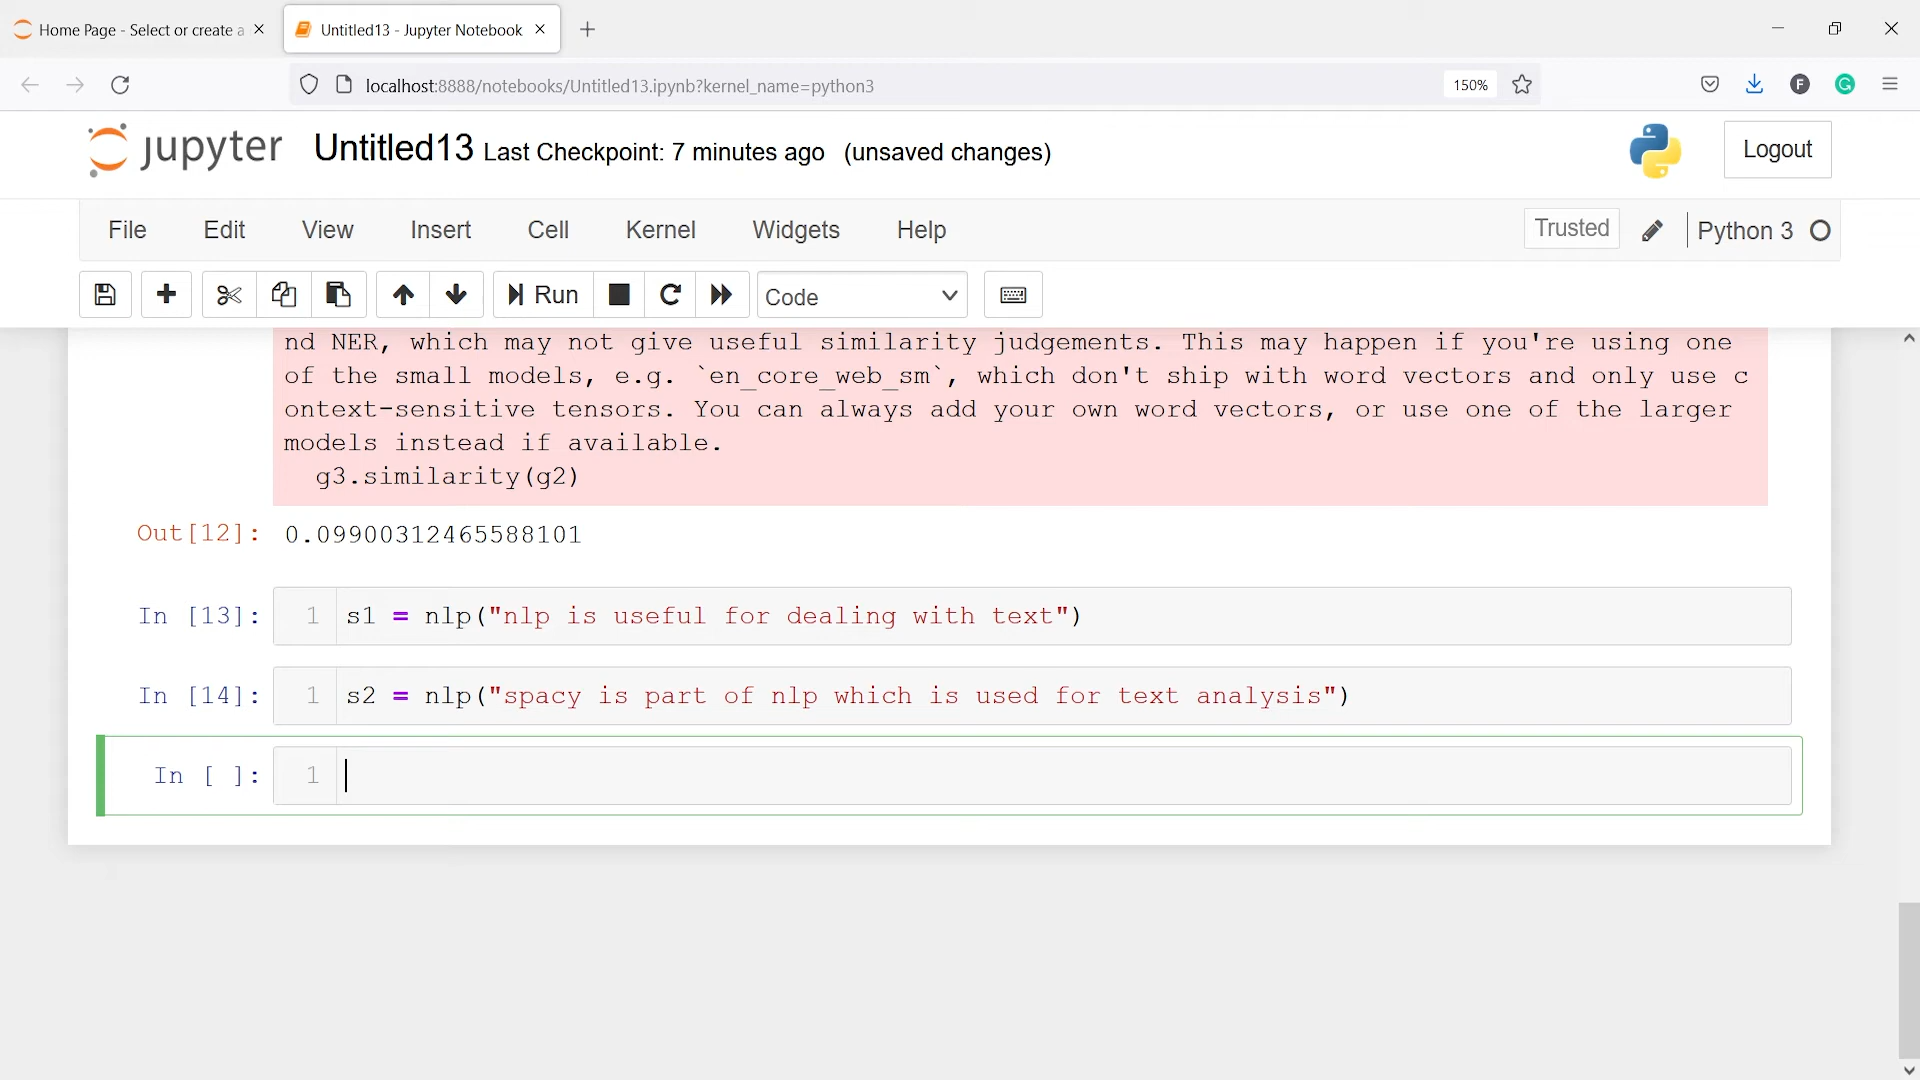 Home Page - Select or create a
Untitled13 - Jupyter Notebook
localhost:8888/notebooks/Untitled13.ipynb?kernel_name=python3
150%
F
G
jupyter Untitled13 Last Checkpoint: 7 minutes ago (unsaved changes)
Logout
File Edit View Insert Cell Kernel Widgets Help
Trusted
Python 3
Run
Code
nd NER, which may not give useful similarity judgements. This may happen if you're using one
of the small models, e.g. `en_core_web_sm`, which don't ship with word vectors and only use c
ontext-sensitive tensors. You can always add your own word vectors, or use one of the larger
models instead if available.
g3.similarity(g2)
Out[12]: 0.09900312465588101
In [13]: 1 s1 = nlp("nlp is useful for dealing with text")
In [14]: 1 s2 = nlp("spacy is part of nlp which is used for text analysis")
In [ ]: 1